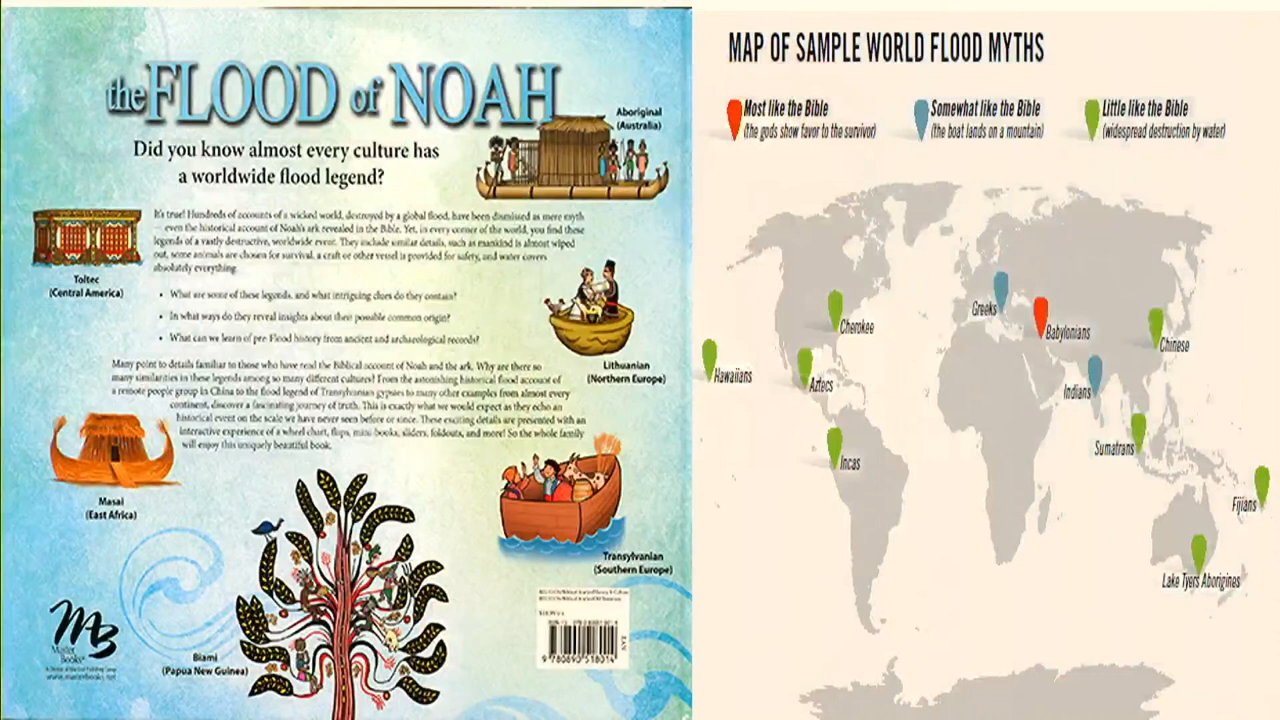 the FLOOD of NOAH
Did you know almost every culture has
a worldwide flood legend?
Aboriginal
(Australia)
It's true! Hundreds of accounts of a wicked world, destroyed by a global flood, have been dismissed as mere myth
— even the historical account of Noah's ark revealed in the Bible. Yet, in every corner of the world, you find these
legends of a vastly destructive, worldwide event. They include similar details, such as mankind is almost wiped
out, some animals are chosen for survival, a craft or other vessel is provided for safety, and water covers
absolutely everything.
Toltec
(Central America)
• What are some of these legends, and what intriguing clues do they contain?
• In what ways do they reveal insights about their possible common origin?
• What can we learn of pre-Flood history from ancient and archaeological records?
Lithuanian
(Northern Europe)
Many point to details familiar to those who have read the Biblical account of Noah and the ark. Why are there so
many similarities in these legends among so many different cultures? From the astonishing historical flood account of
a remote people group in China to the flood legend of Transylvanian gypsies to many other examples from almost every
continent, discover a fascinating journey of truth. This is exactly what we would expect as they echo an
historical event on the scale we have never seen before or since. These exciting details are presented with an
interactive experience of a wheel chart, flaps, mini-books, sliders, foldouts, and more! So the whole family
will enjoy this uniquely beautiful book.
Masai
(East Africa)
Transylvanian
(Southern Europe)
Biami
(Papua New Guinea)
MB
Master
Books
www.masterbooks.net
EAN
9 780890 518014
MAP OF SAMPLE WORLD FLOOD MYTHS
Most like the Bible
(the gods show favor to the survivor)
Somewhat like the Bible
(the boat lands on a mountain)
Little like the Bible
(widespread destruction by water)
Greeks
Cherokee
Babylonians
Chinese
Hawaiians
Aztecs
Indians
Sumatrans
Incas
Fijians
Lake Tyers Aborigines